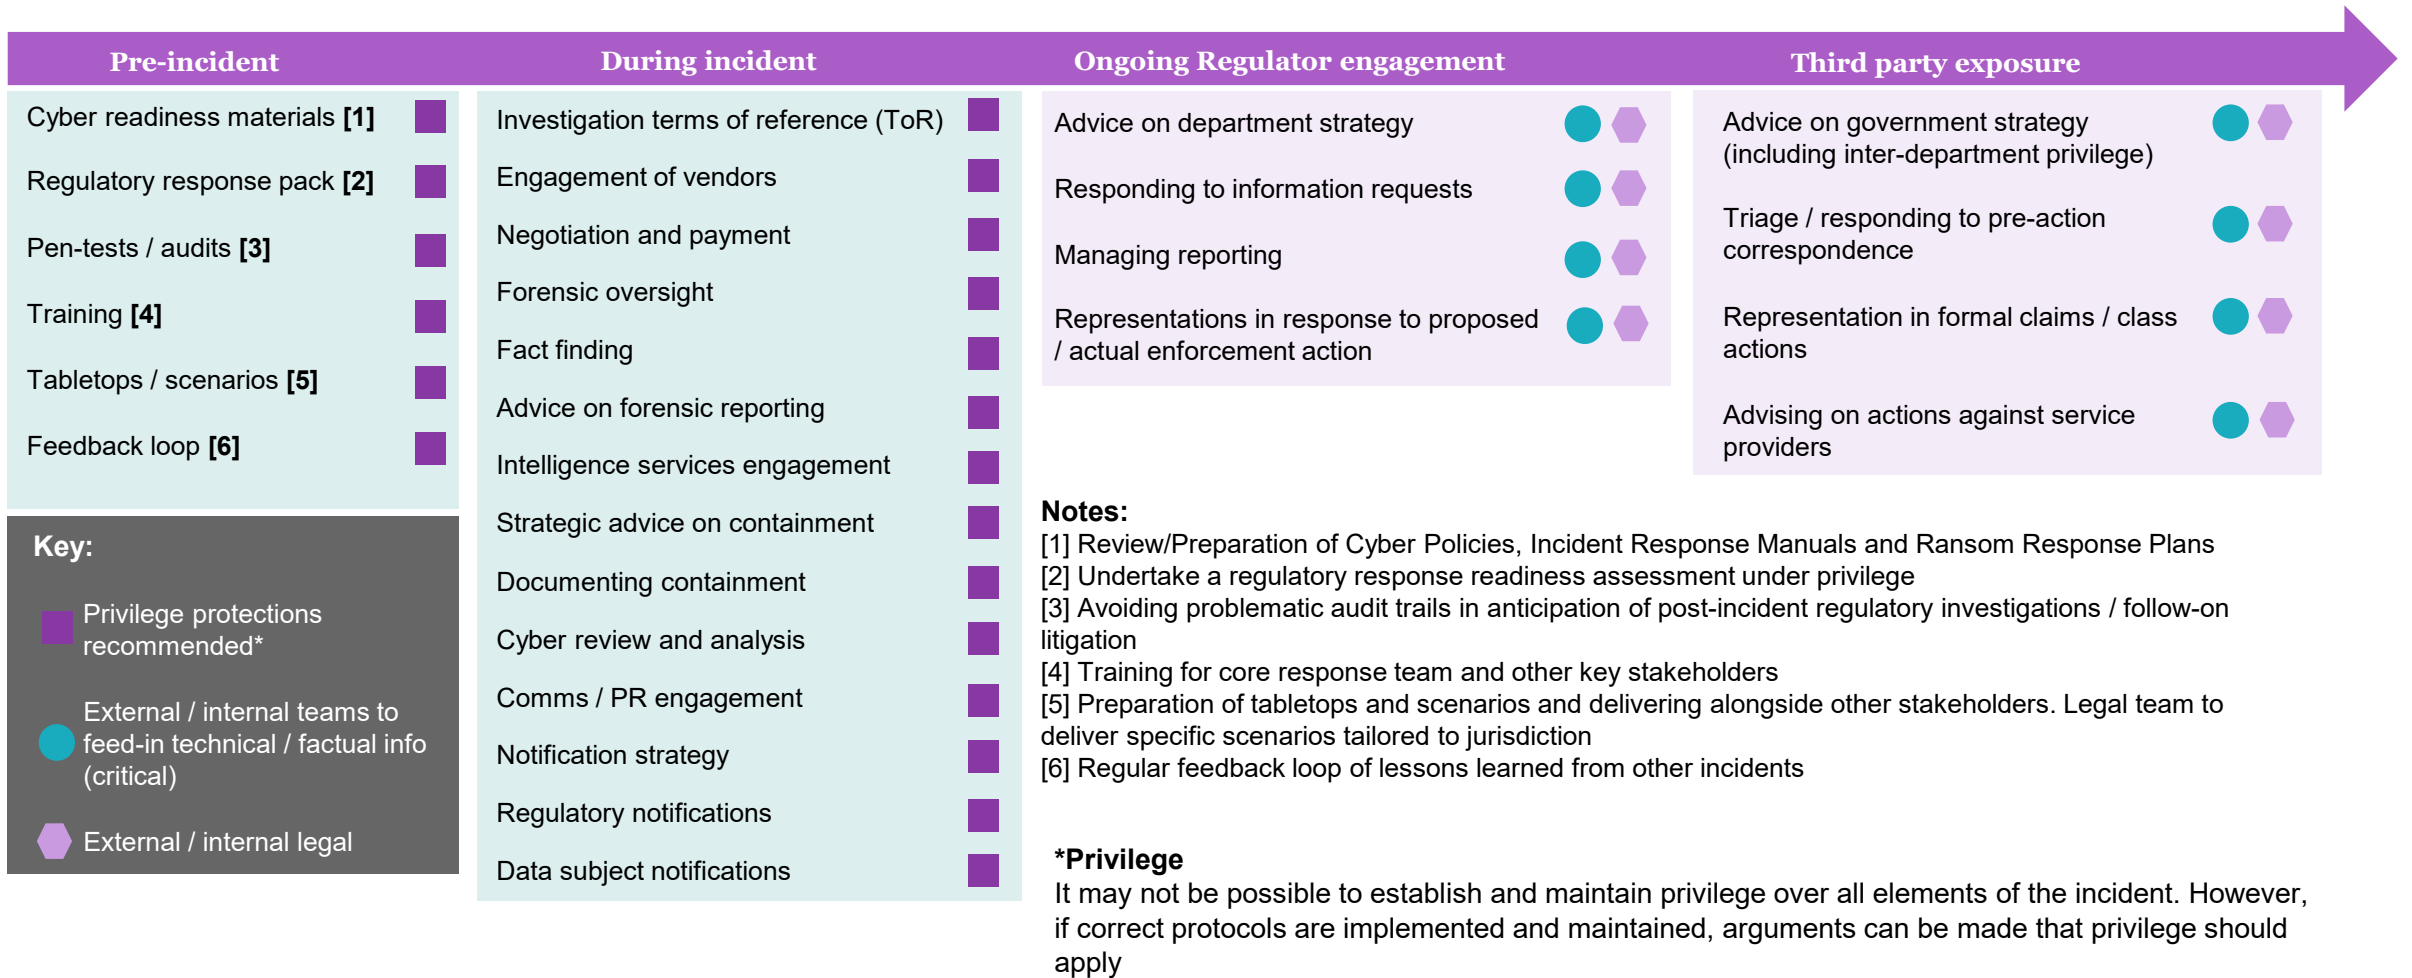 Pre-incident
During incident
Ongoing Regulator engagement
Third party exposure
Cyber readiness materials [1]
Regulatory response pack [2]
Pen-tests / audits [3]
Training [4]
Tabletops / scenarios [5]
Feedback loop [6]
Key:
Privilege protections
recommended*
External / internal teams to
feed-in technical / factual info
(critical)
External / internal legal
Investigation terms of reference (ToR)
Engagement of vendors
Negotiation and payment
Forensic oversight
Fact finding
Advice on forensic reporting
Intelligence services engagement
Strategic advice on containment
Documenting containment
Cyber review and analysis
Comms / PR engagement
Notification strategy
Regulatory notifications
Data subject notifications
Advice on department strategy
Responding to information requests
Managing reporting
Representations in response to proposed
/ actual enforcement action
Advice on government strategy
(including inter-department privilege)
Triage / responding to pre-action
correspondence
Representation in formal claims / class
actions
Advising on actions against service
providers
Notes:
[1] Review/Preparation of Cyber Policies, Incident Response Manuals and Ransom Response Plans
[2] Undertake a regulatory response readiness assessment under privilege
[3] Avoiding problematic audit trails in anticipation of post-incident regulatory investigations / follow-on
litigation
[4] Training for core response team and other key stakeholders
[5] Preparation of tabletops and scenarios and delivering alongside other stakeholders. Legal team to
deliver specific scenarios tailored to jurisdiction
[6] Regular feedback loop of lessons learned from other incidents
*Privilege
It may not be possible to establish and maintain privilege over all elements of the incident. However,
if correct protocols are implemented and maintained, arguments can be made that privilege should
apply